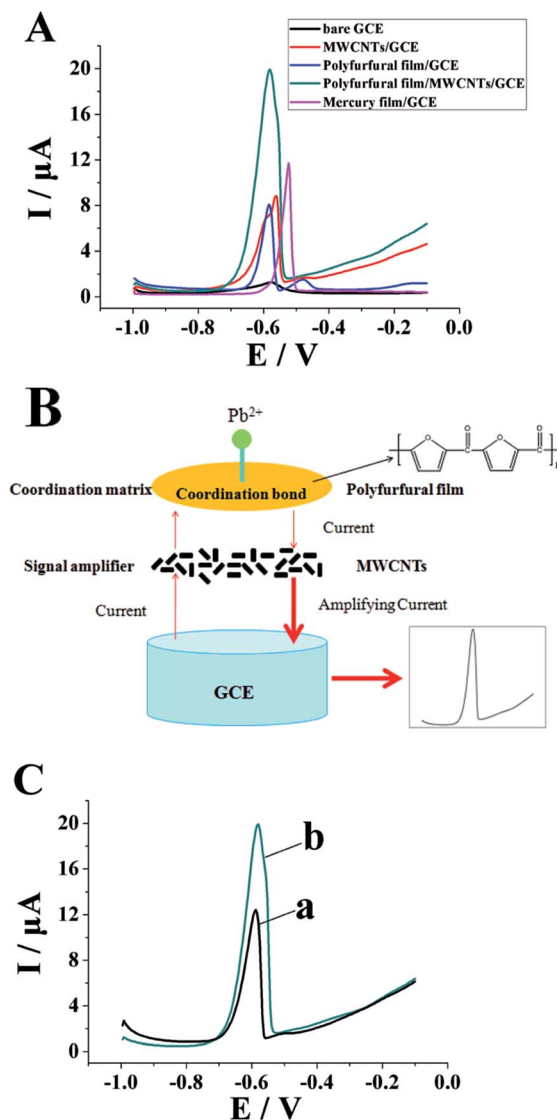 A
bare GCE
MWCNTs/GCE
Polyfurfural film/GCE
Polyfurfural film/MWCNTs/GCE
Mercury film/GCE
I / μA
20
16
12
8
4
0
-1.0 -0.8 -0.6 -0.4 -0.2 0.0
E / V
B
Pb²⁺
Coordination matrix
Coordination bond
Polyfurfural film
O
O
O
O
C
C
n
Current
Signal amplifier
MWCNTs
Current
Amplifying Current
GCE
C
I / μA
20
16
12
8
4
0
b
a
-1.0 -0.8 -0.6 -0.4 -0.2 0.0
E / V